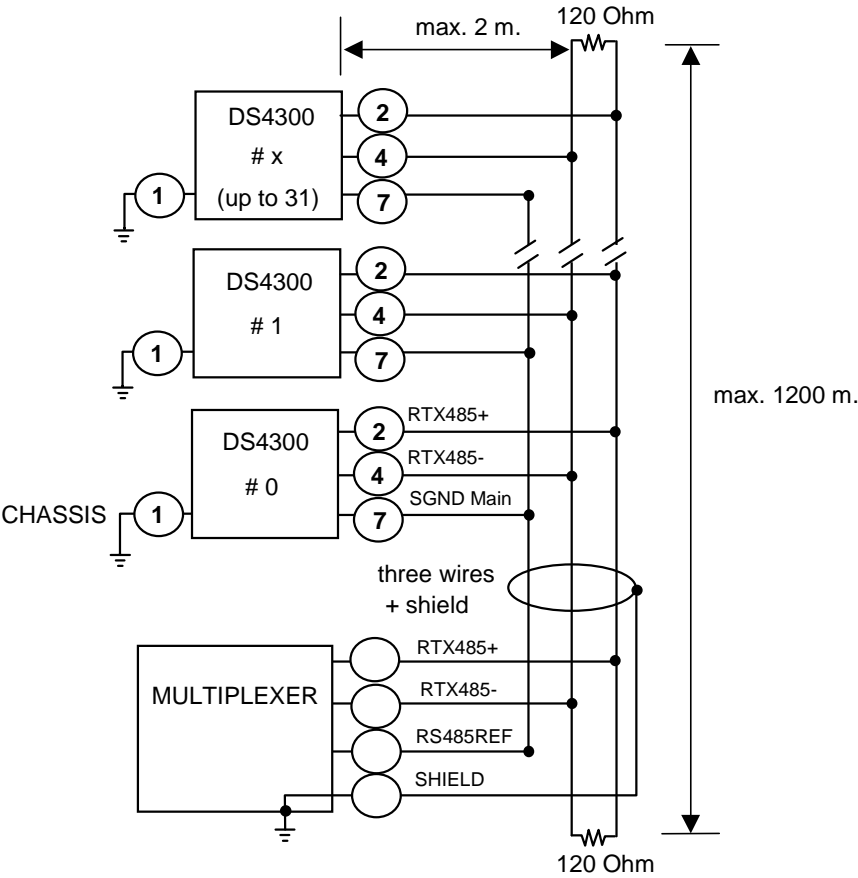 120 Ohm
max. 2 m.
DS4300
# x
(up to 31)
2
4
7
1
DS4300
# 1
2
4
7
1
max. 1200 m.
DS4300
# 0
2
RTX485+
4
RTX485-
7
SGND Main
CHASSIS
1
three wires
+ shield
MULTIPLEXER
RTX485+
RTX485-
RS485REF
SHIELD
120 Ohm